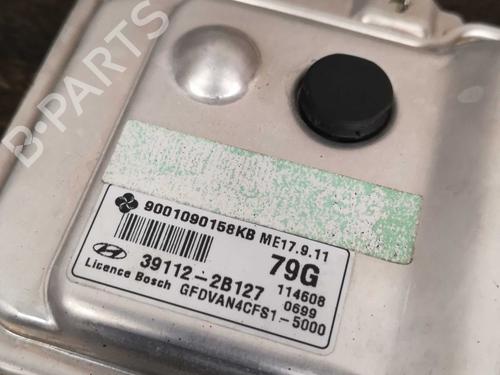 B-PARTS
9001090158KB ME17.9.11
79G
39112-2B127
114608
0699
Licence Bosch GFDVAN4CFS1-5000